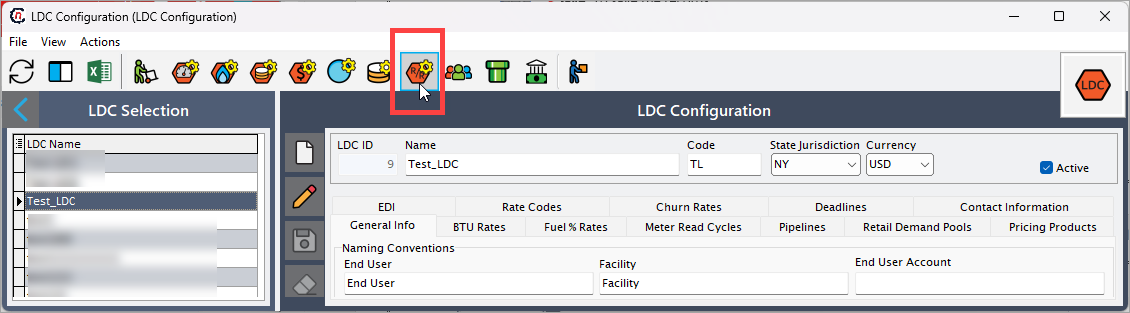 LDC Configuration (LDC Configuration)
File View Actions
R/R
LDC
LDC Selection
LDC Configuration
LDC Name
Test_LDC
LDC ID Name Code State Jurisdiction Currency
9 Test_LDC TL NY USD Active
EDI Rate Codes Churn Rates Deadlines Contact Information
General Info BTU Rates Fuel % Rates Meter Read Cycles Pipelines Retail Demand Pools Pricing Products
Naming Conventions
End User Facility End User Account
End User Facility